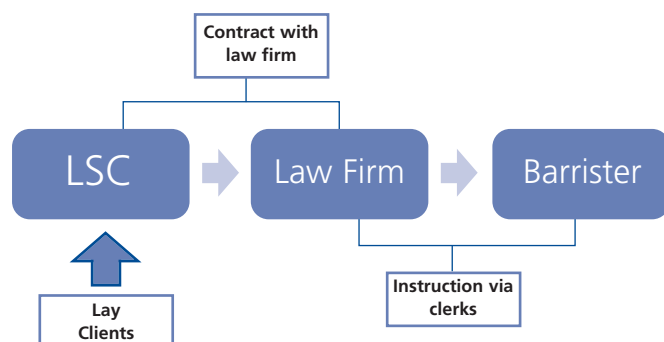 Contract with
law firm
LSC
Law Firm
Barrister
Instruction via
clerks
Lay
Clients